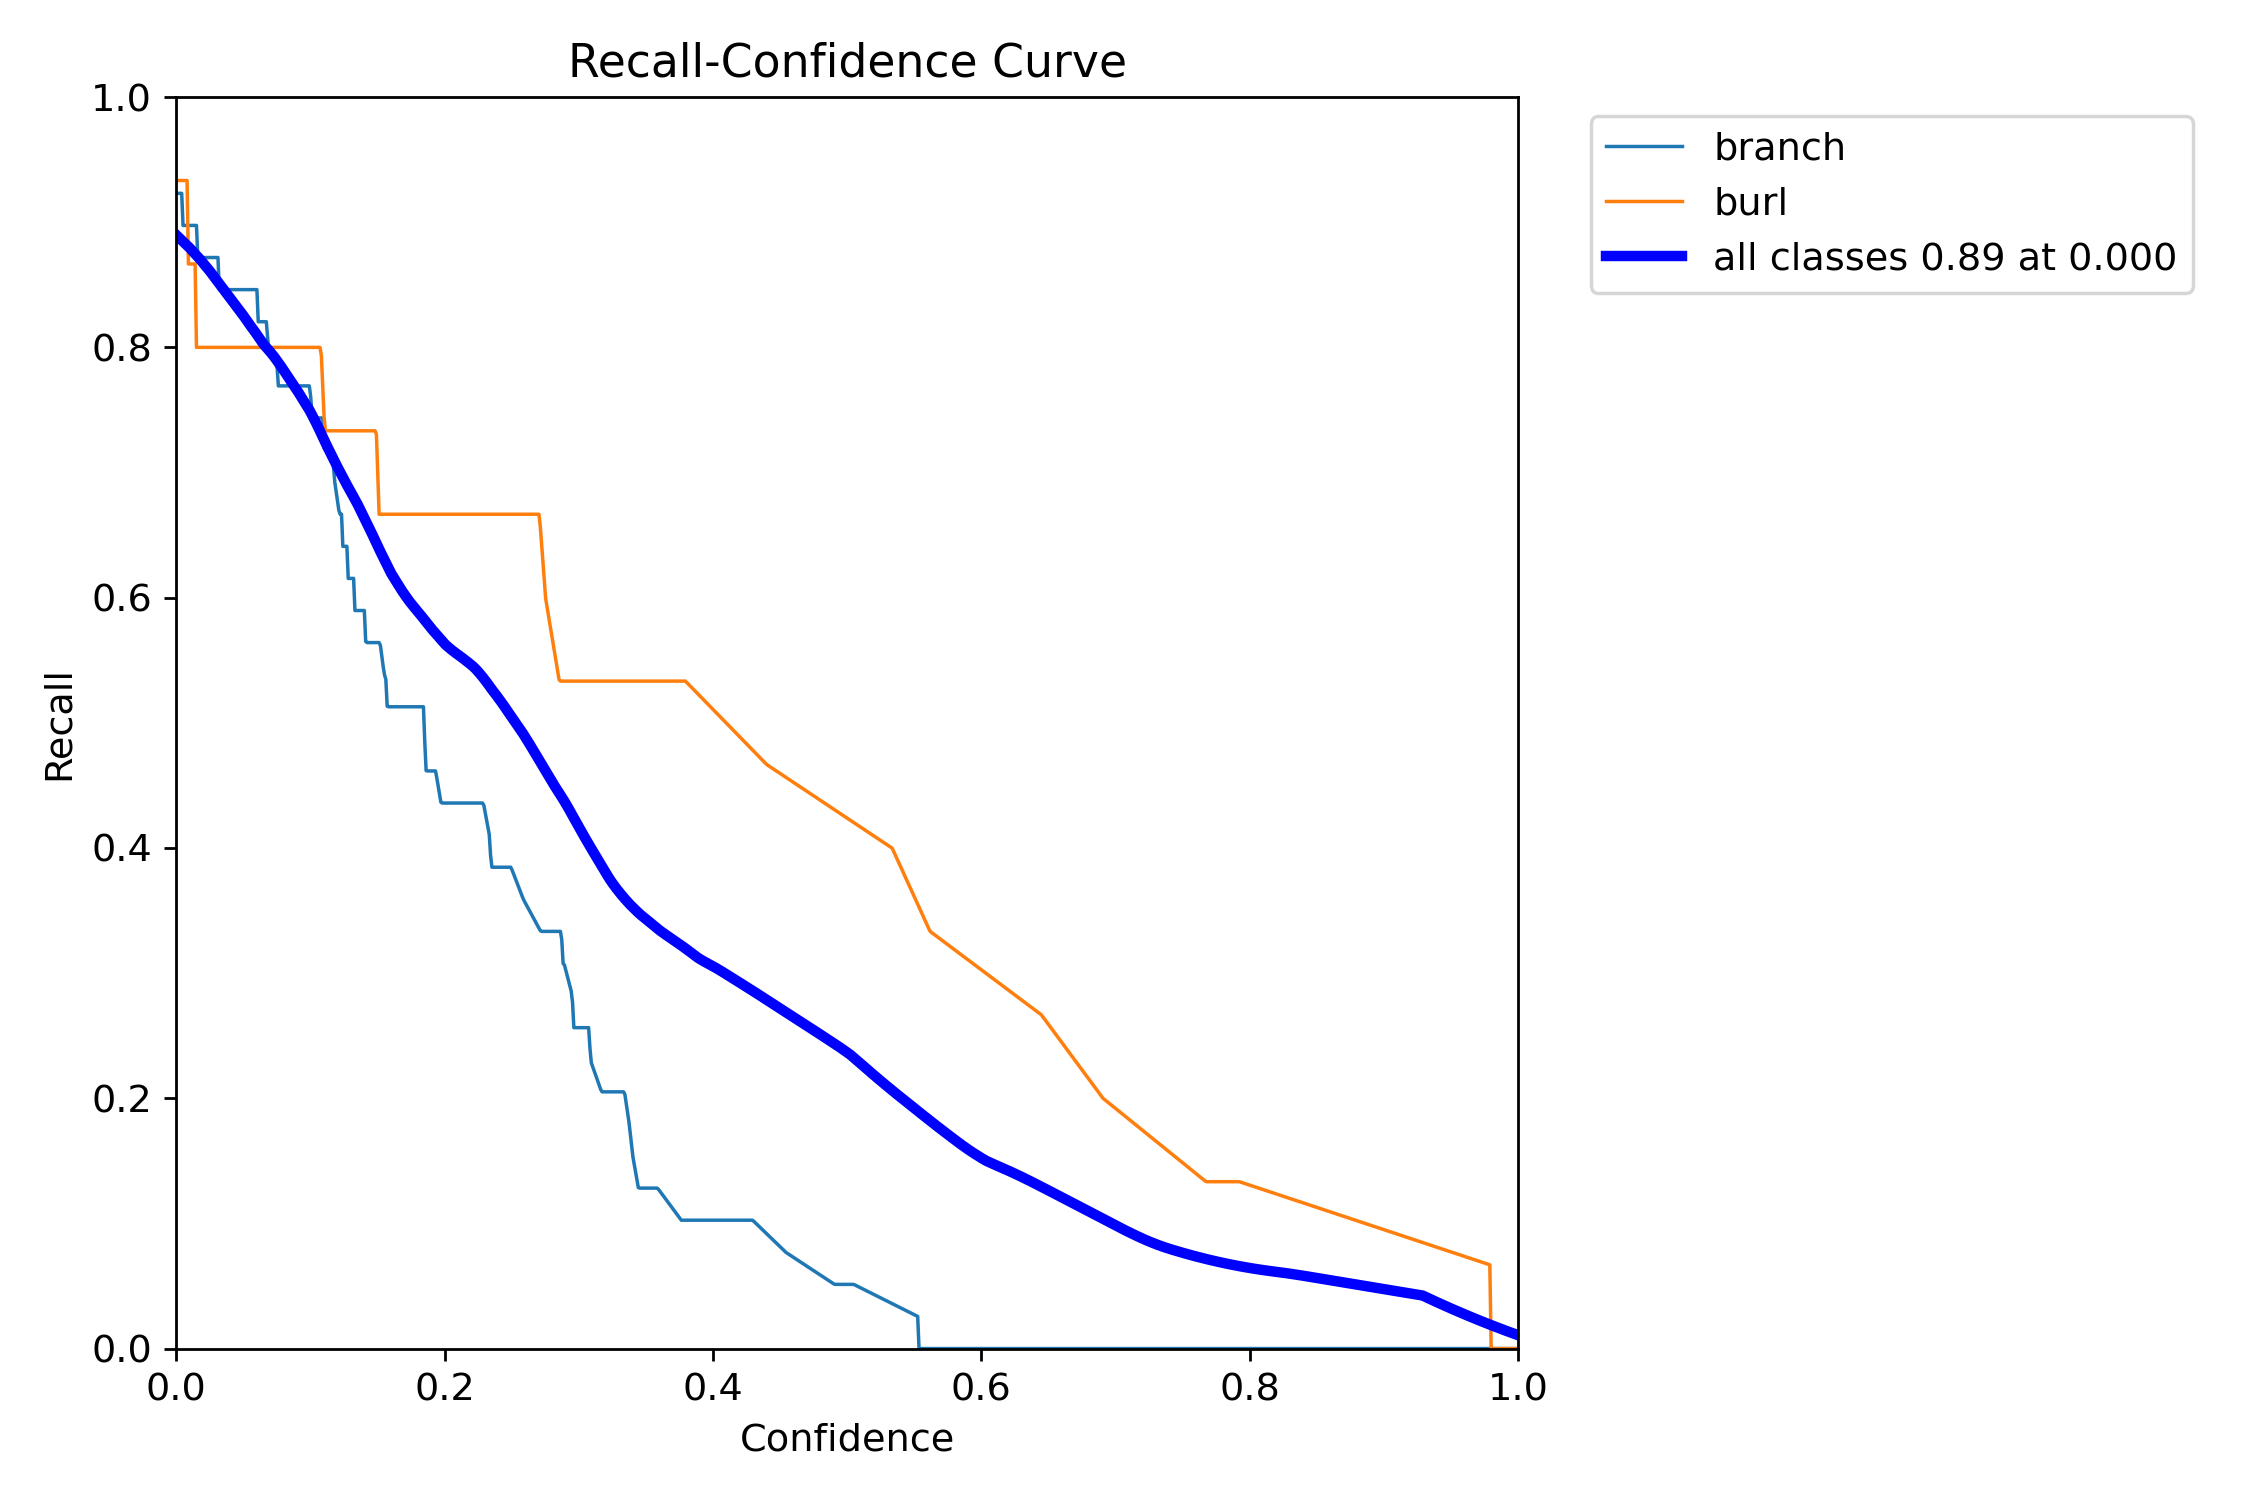 Recall-Confidence Curve
1.0
0.8
0.6
0.4
0.2
0.0
Recall
0.0 0.2 0.4 0.6 0.8 1.0
Confidence
branch
burl
all classes 0.89 at 0.000